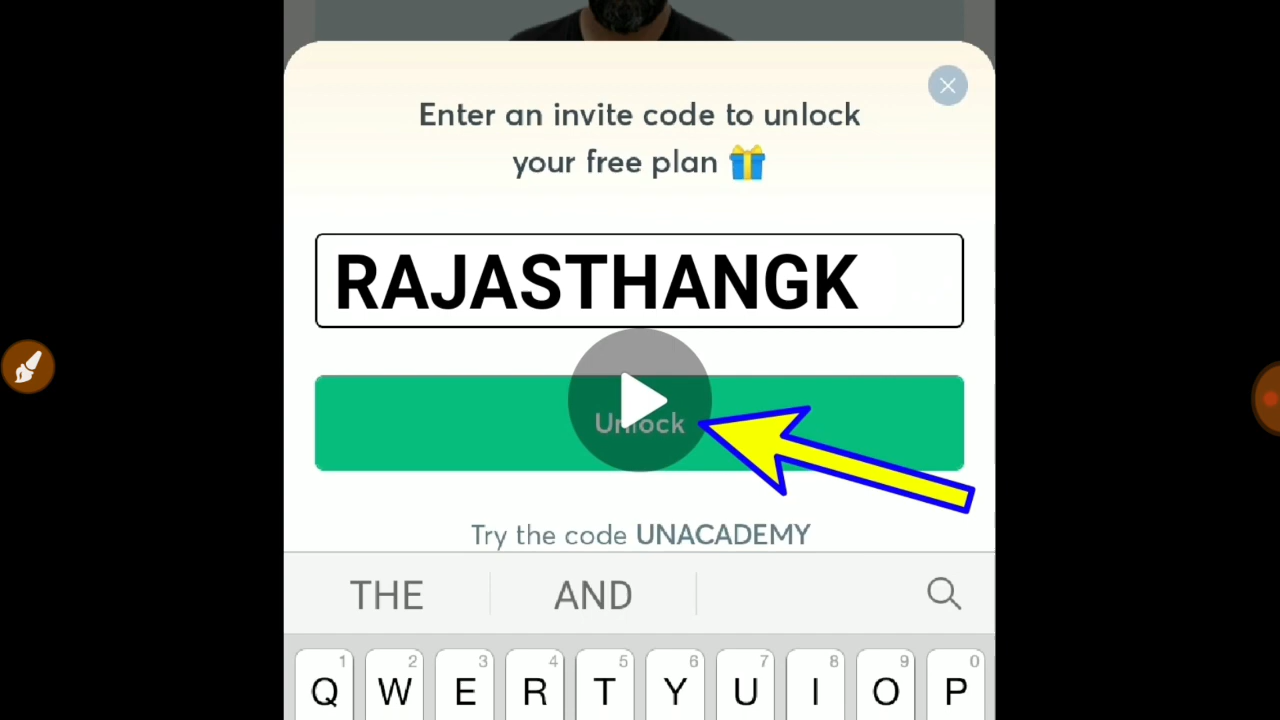 Enter an invite code to unlock
your free plan 🎁
RAJASTHANGK
Unlock
Try the code UNACADEMY
THE AND
1 2 3 4 5 6 7 8 9 0
Q W E R T Y U I O P